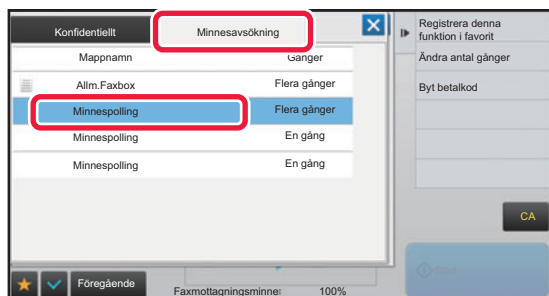 Konfidentiellt
Minnesavsökning
Mappnamn
Gånger
Allm.Faxbox
Flera gånger
Minnespolling
Flera gånger
Minnespolling
En gång
Minnespolling
En gång
Föregående
Faxmottagningsminne:
100%
Registrera denna
funktion i favorit
Ändra antal gånger
Byt betalkod
CA
Start